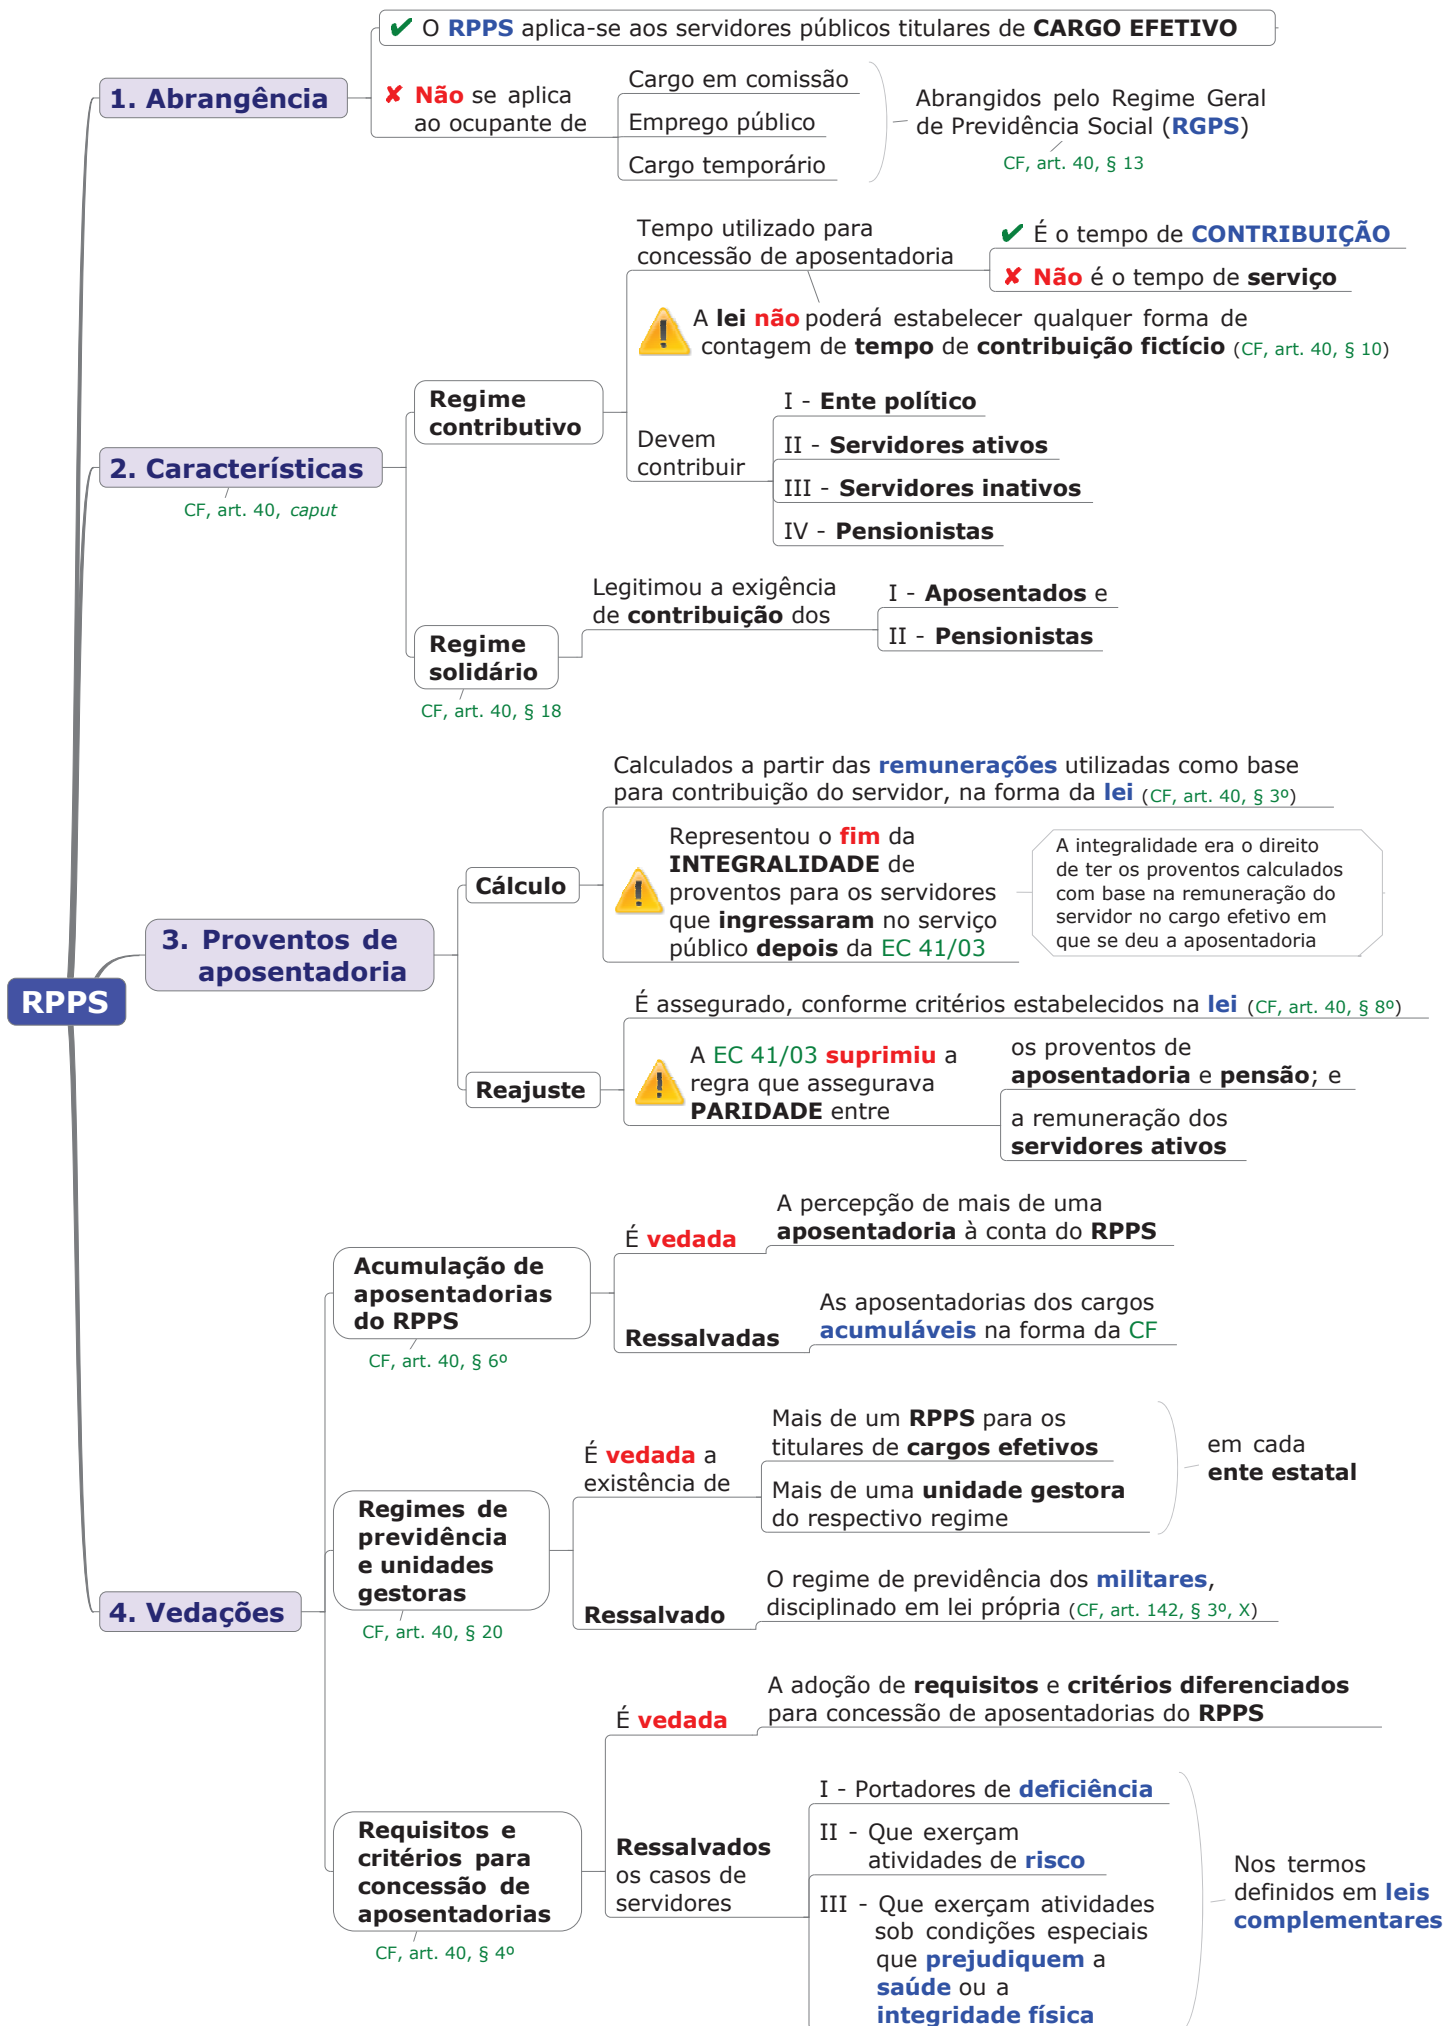 ✔ O RPPS aplica-se aos servidores públicos titulares de CARGO EFETIVO
1. Abrangência
✘ Não se aplica
ao ocupante de
Cargo em comissão
Emprego público
Cargo temporário
Abrangidos pelo Regime Geral
de Previdência Social (RGPS)
CF, art. 40, § 13
2. Características
CF, art. 40, caput
Regime
contributivo
Tempo utilizado para
concessão de aposentadoria
✔ É o tempo de CONTRIBUIÇÃO
✘ Não é o tempo de serviço
A lei não poderá estabelecer qualquer forma de
contagem de tempo de contribuição fictício (CF, art. 40, § 10)
Devem
contribuir
I - Ente político
II - Servidores ativos
III - Servidores inativos
IV - Pensionistas
Regime
solidário
CF, art. 40, § 18
Legitimou a exigência
de contribuição dos
I - Aposentados e
II - Pensionistas
RPPS
3. Proventos de
aposentadoria
Cálculo
Calculados a partir das remunerações utilizadas como base
para contribuição do servidor, na forma da lei (CF, art. 40, § 3º)
Representou o fim da
INTEGRALIDADE de
proventos para os servidores
que ingressaram no serviço
público depois da EC 41/03
A integralidade era o direito
de ter os proventos calculados
com base na remuneração do
servidor no cargo efetivo em
que se deu a aposentadoria
Reajuste
É assegurado, conforme critérios estabelecidos na lei (CF, art. 40, § 8º)
A EC 41/03 suprimiu a
regra que assegurava
PARIDADE entre
os proventos de
aposentadoria e pensão; e
a remuneração dos
servidores ativos
4. Vedações
Acumulação de
aposentadorias
do RPPS
CF, art. 40, § 6º
É vedada
A percepção de mais de uma
aposentadoria à conta do RPPS
Ressalvadas
As aposentadorias dos cargos
acumuláveis na forma da CF
Regimes de
previdência
e unidades
gestoras
CF, art. 40, § 20
É vedada a
existência de
Mais de um RPPS para os
titulares de cargos efetivos
Mais de uma unidade gestora
do respectivo regime
em cada
ente estatal
Ressalvado
O regime de previdência dos militares,
disciplinado em lei própria (CF, art. 142, § 3º, X)
Requisitos e
critérios para
concessão de
aposentadorias
CF, art. 40, § 4º
É vedada
A adoção de requisitos e critérios diferenciados
para concessão de aposentadorias do RPPS
Ressalvados
os casos de
servidores
I - Portadores de deficiência
II - Que exerçam
atividades de risco
III - Que exerçam atividades
sob condições especiais
que prejudiquem a
saúde ou a
integridade física
Nos termos
definidos em leis
complementares